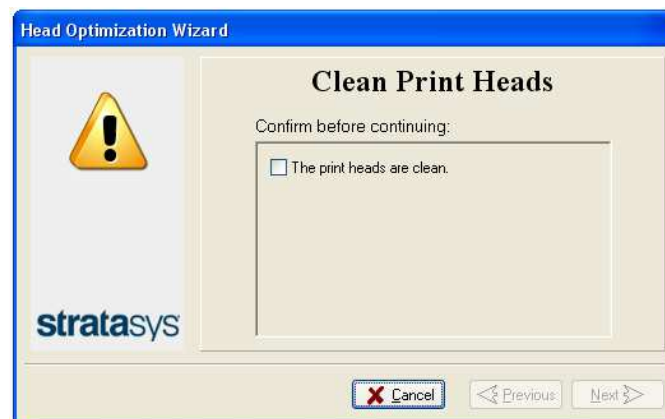 Head Optimization Wizard
Clean Print Heads
Confirm before continuing:
The print heads are clean.
stratasys
Cancel
Previous
Next